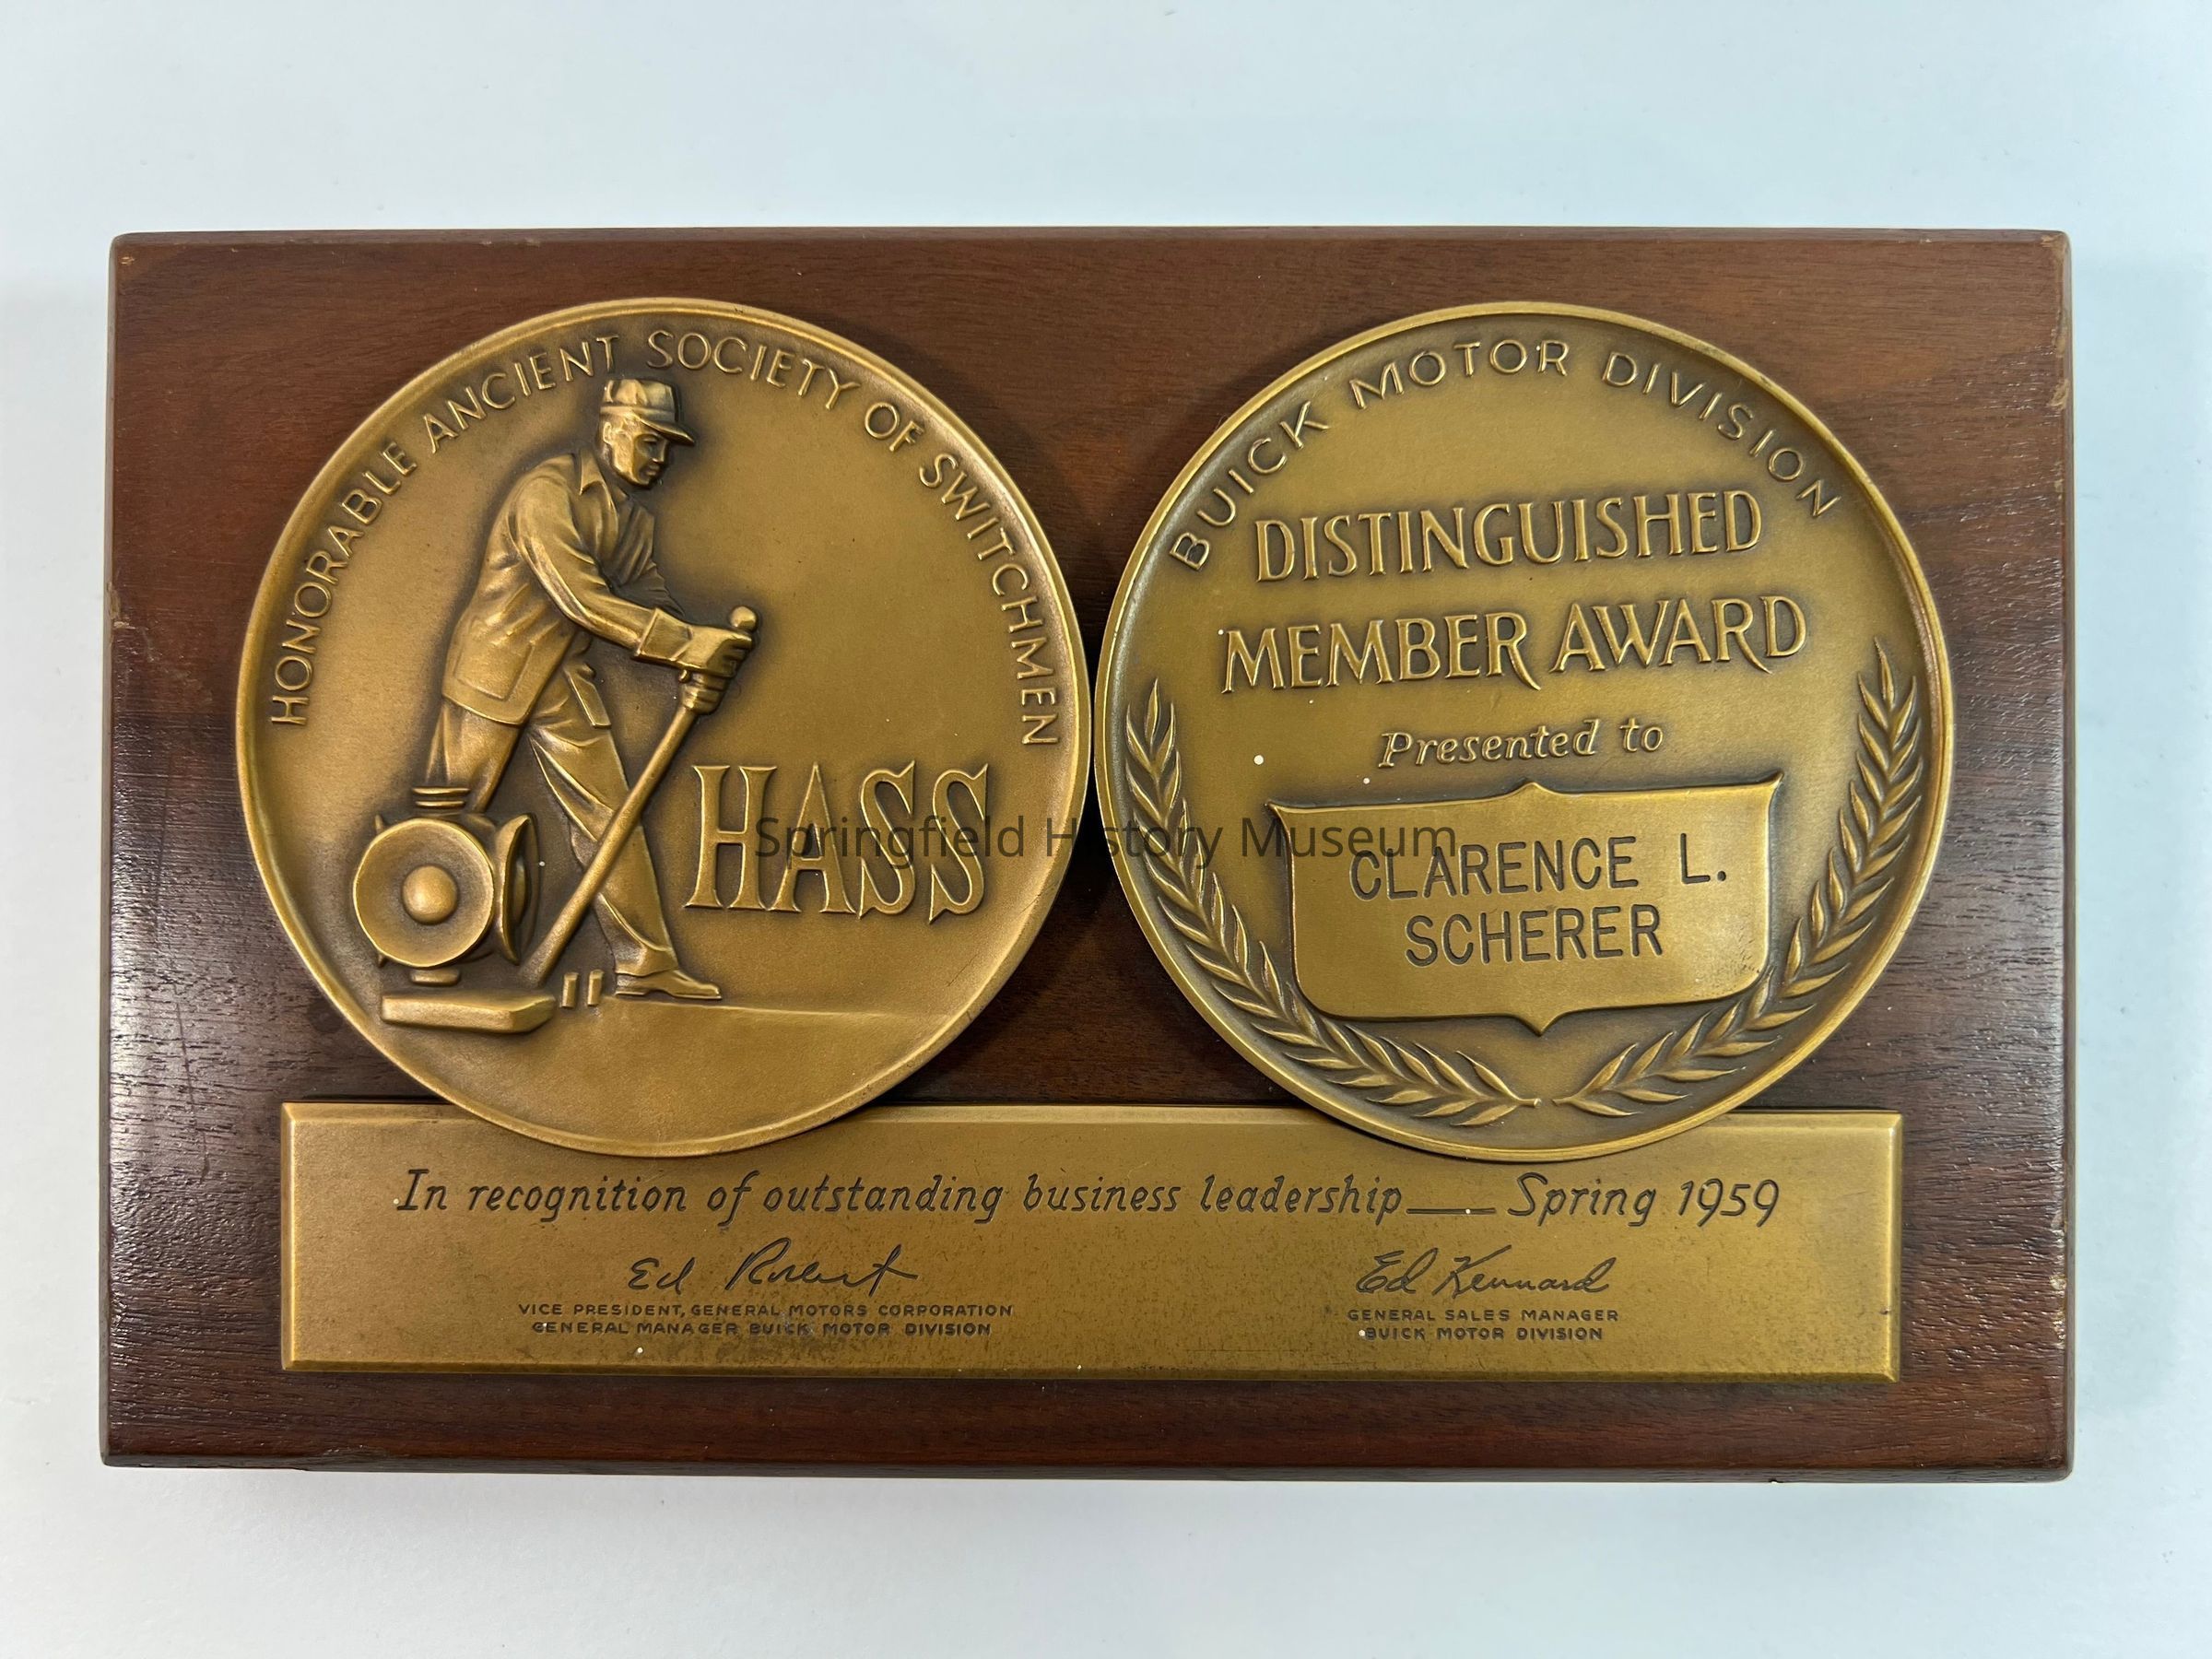 HONORABLE ANCIENT SOCIETY OF SWITCHMEN
HASS
BUICK MOTOR DIVISION
DISTINGUISHED
MEMBER AWARD
Presented to
CLARENCE L.
SCHERER
Springfield History Museum
In recognition of outstanding business leadership — Spring 1959
Ed Rollert
VICE PRESIDENT, GENERAL MOTORS CORPORATION
GENERAL MANAGER BUICK MOTOR DIVISION
Ed Kennard
GENERAL SALES MANAGER
BUICK MOTOR DIVISION